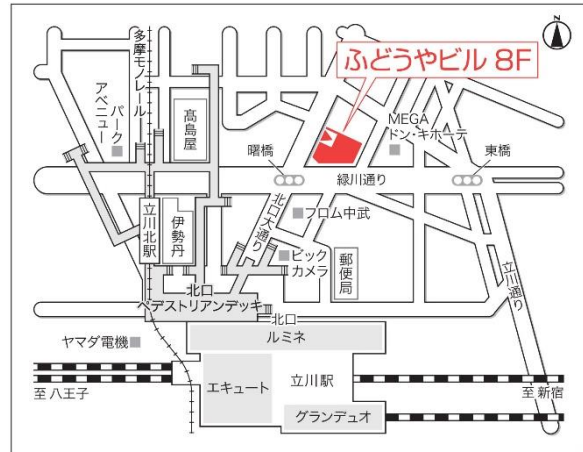 N
多摩モノレール
パーク
アベニュー
髙島屋
ふどうやビル 8F
MEGA
ドン・キホーテ
曙橋
東橋
緑川通り
北口大通り
フロム中武
立川北駅
伊勢丹
ビック
カメラ
郵便局
立川通り
北口
ペデストリアンデッキ
北口
ルミネ
ヤマダ電機
エキュート
立川駅
グランデュオ
至 八王子
至 新宿